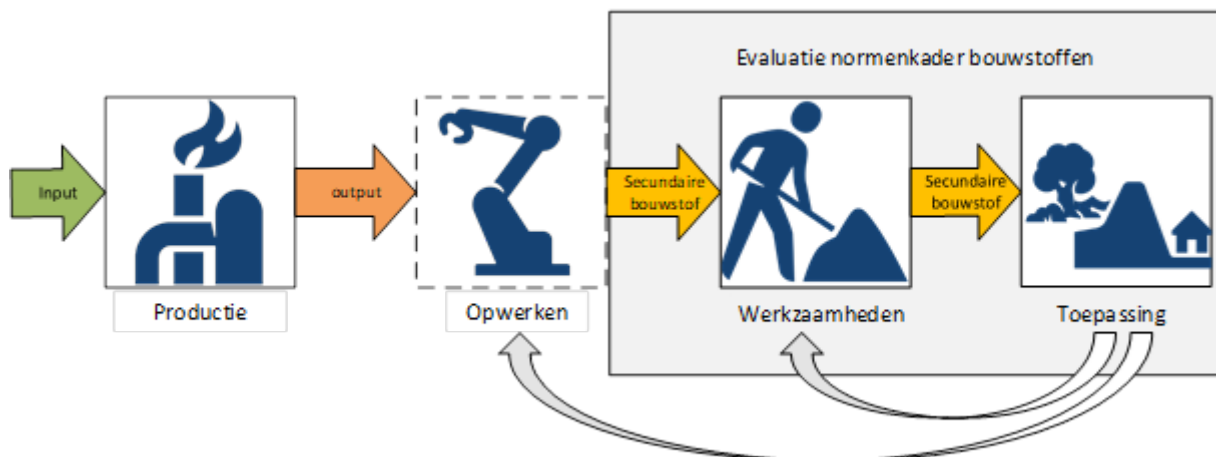 Evaluatie normenkader bouwstoffen
Input
output
Secundaire
bouwstof
Secundaire
bouwstof
Productie
Opwerken
Werkzaamheden
Toepassing